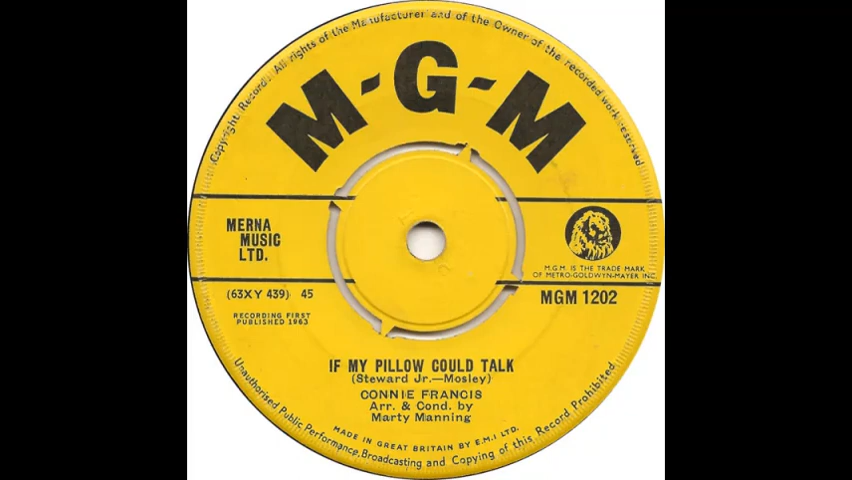 Copyright Record. All rights of the Manufacturer and of the Owner of the recorded work reserved
M-G-M
MERNA
MUSIC
LTD.
M.G.M. IS THE TRADE MARK
OF METRO-GOLDWYN-MAYER INC.
(63XY 439) 45
MGM 1202
RECORDING FIRST
PUBLISHED 1963
IF MY PILLOW COULD TALK
(Steward Jr.—Mosley)
CONNIE FRANCIS
Arr. & Cond. by
Marty Manning
MADE IN GREAT BRITAIN BY E.M.I LTD.
Unauthorised Public Performance, Broadcasting and Copying of this Record Prohibited.